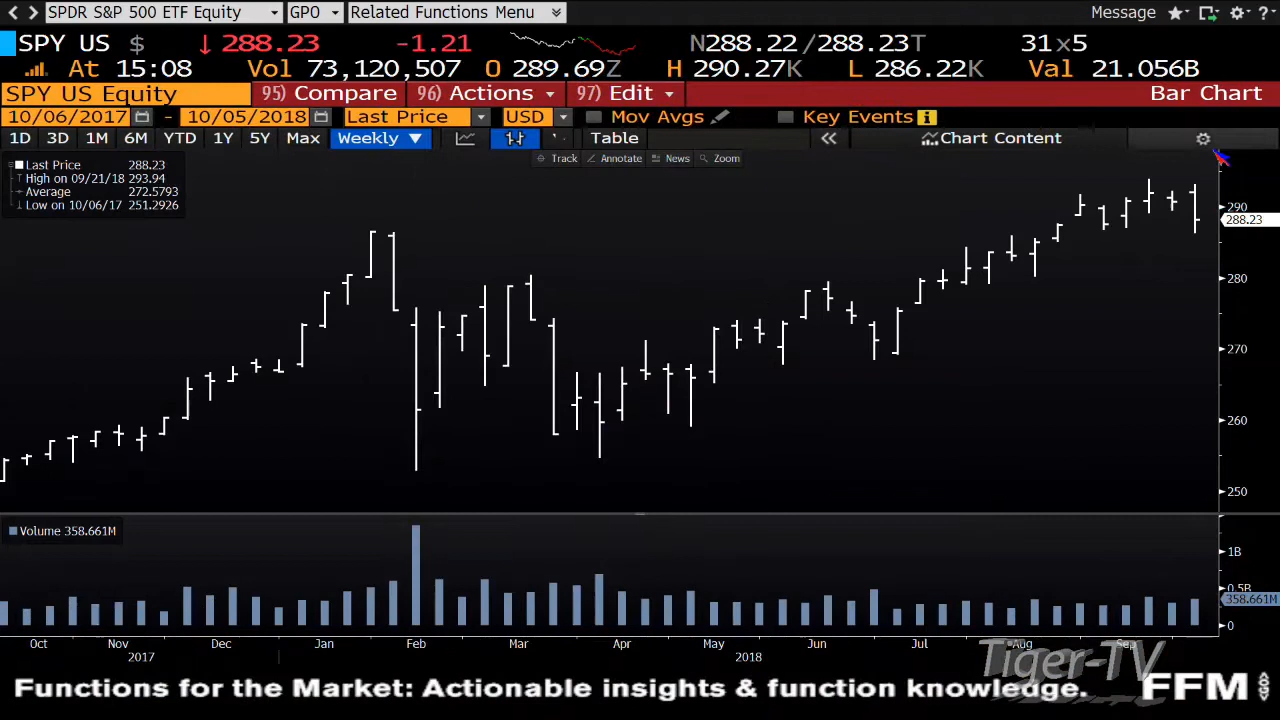 SPDR S&P 500 ETF Equity GPO Related Functions Menu Message ?
SPY US $ ↓ 288.23 -1.21 N288.22 /288.23T 31x5
At 15:08 Vol 73,120,507 O 289.69Z H 290.27K L 286.22K Val 21.056B
SPY US Equity 95) Compare 96) Actions 97) Edit Bar Chart
10/06/2017 - 10/05/2018 Last Price USD Mov Avgs Key Events i
1D 3D 1M 6M YTD 1Y 5Y Max Weekly ▼ Table « Chart Content
Track Annotate News Zoom
Last Price 288.23
High on 09/21/18 293.94
Average 272.5793
Low on 10/06/17 251.2926
290
288.23
280
270
260
250
Volume 358.661M
1B
0.5B
358.661M
0
Oct Nov Dec Jan Feb Mar Apr May Jun Jul Aug Sep
2017 2018
Tiger-TV
Functions for the Market: Actionable insights & function knowledge. FFM